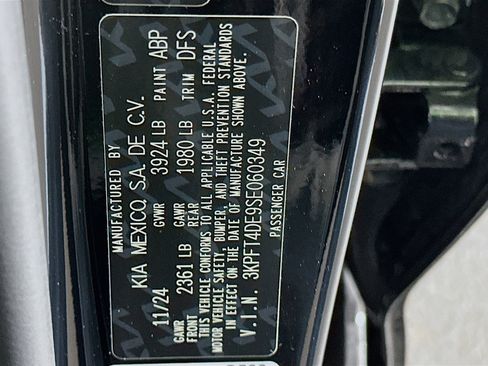 MANUFACTURED BY
KIA MEXICO, S.A. DE C.V.
11/24 GVWR 3924 LB PAINT ABP
GAWR FRONT 2361 LB GAWR REAR 1980 LB TRIM DFS
THIS VEHICLE CONFORMS TO ALL APPLICABLE U.S.A. FEDERAL
MOTOR VEHICLE SAFETY, BUMPER, AND THEFT PREVENTION STANDARDS
IN EFFECT ON THE DATE OF MANUFACTURE SHOWN ABOVE.
V.I.N. 3KPFT4DE9SE060349
PASSENGER CAR